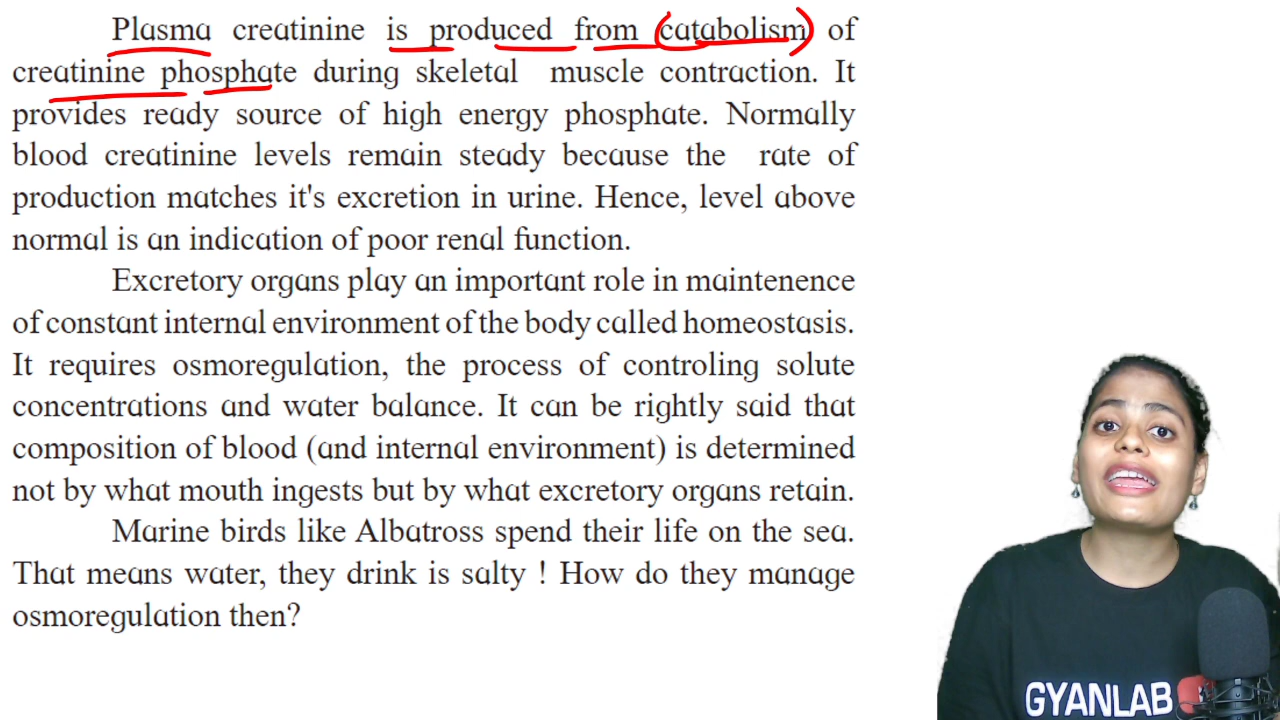 Plasma creatinine is produced from catabolism of
creatinine phosphate during skeletal muscle contraction. It
provides ready source of high energy phosphate. Normally
blood creatinine levels remain steady because the rate of
production matches it's excretion in urine. Hence, level above
normal is an indication of poor renal function.
Excretory organs play an important role in maintenence
of constant internal environment of the body called homeostasis.
It requires osmoregulation, the process of controling solute
concentrations and water balance. It can be rightly said that
composition of blood (and internal environment) is determined
not by what mouth ingests but by what excretory organs retain.
Marine birds like Albatross spend their life on the sea.
That means water, they drink is salty ! How do they manage
osmoregulation then?
GYANLAB